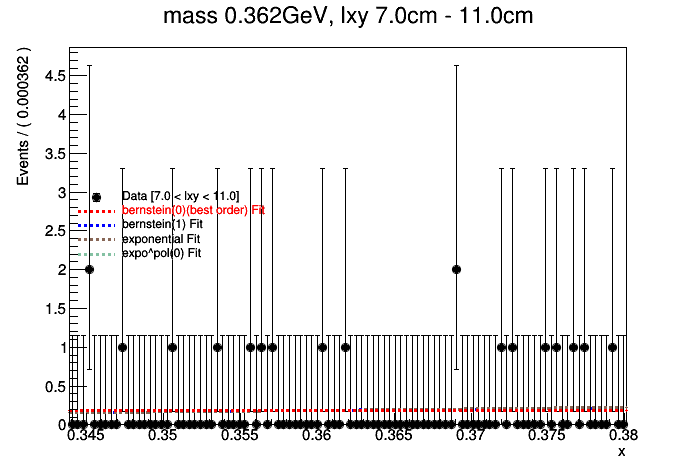 mass 0.362GeV, lxy 7.0cm - 11.0cm
Events / ( 0.000362 )
4.5
4
3.5
3
2.5
2
1.5
1
0.5
0
Data [7.0 < lxy < 11.0]
bernstein(0)(best order) Fit
bernstein(1) Fit
exponential Fit
expo^pol(0) Fit
0.345 0.35 0.355 0.36 0.365 0.37 0.375 0.38
x